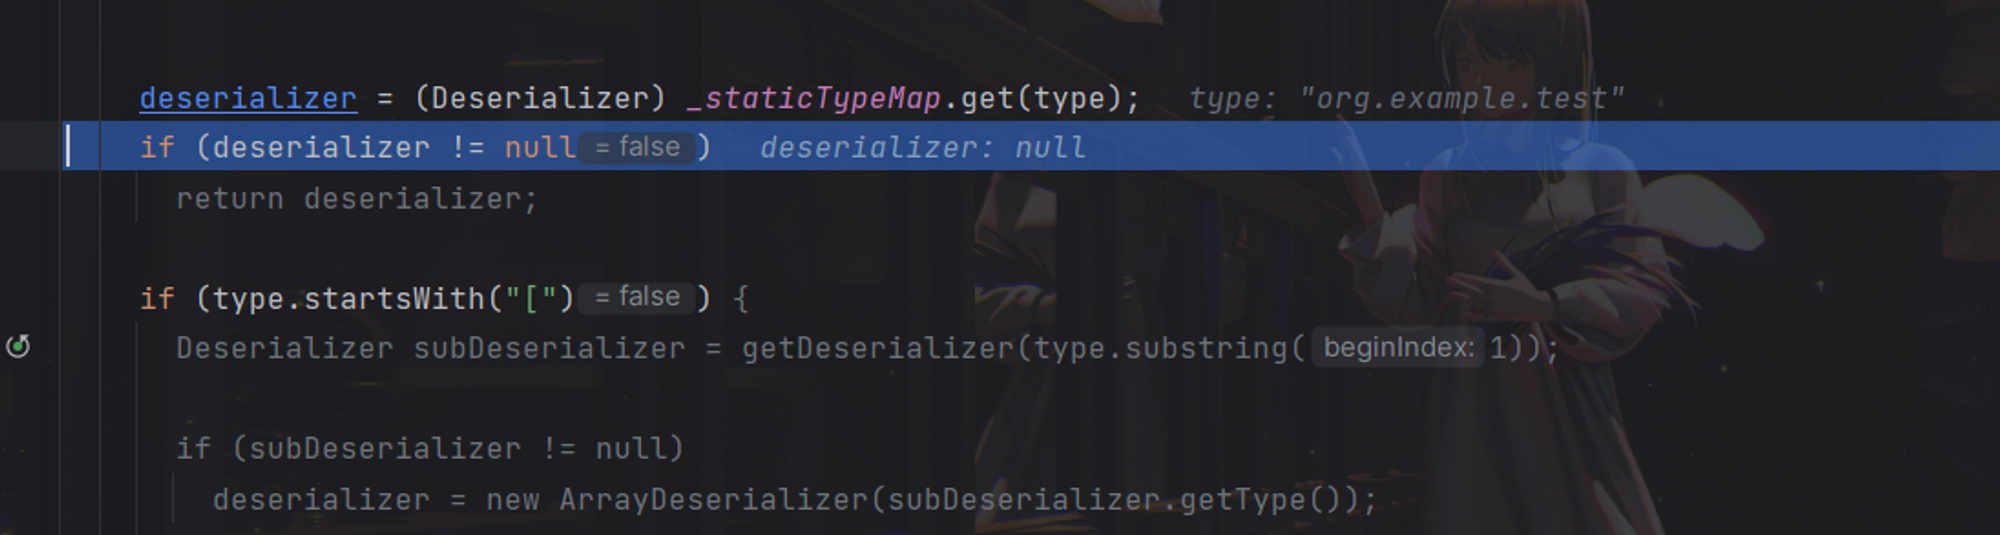 deserializer = (Deserializer) _staticTypeMap.get(type);   type: "org.example.test"
if (deserializer != null = false )   deserializer: null
return deserializer;
if (type.startsWith("[") = false ) {
Deserializer subDeserializer = getDeserializer(type.substring( beginIndex: 1));
if (subDeserializer != null)
deserializer = new ArrayDeserializer(subDeserializer.getType());